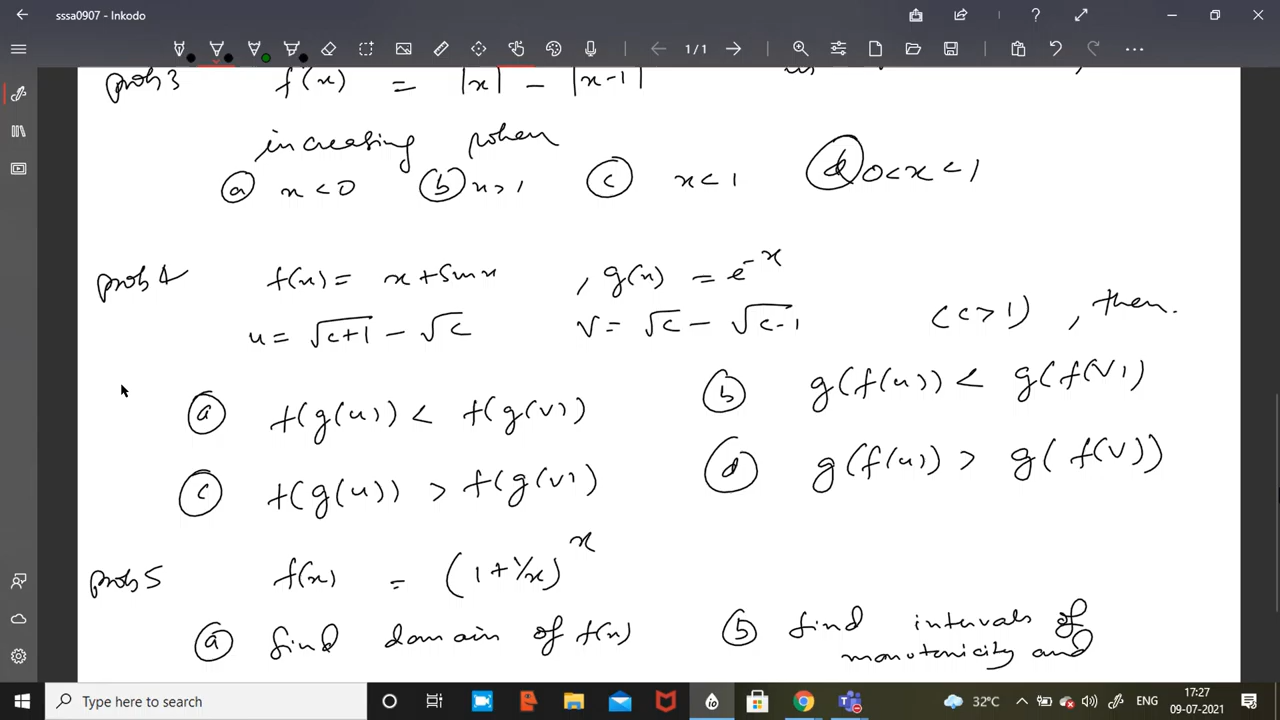 sssa0907 - Inkodo
1/1
prob 3 f(x) = |x| - |x-1| is
increasing when
(a) x < 0 (b) x > 1 (c) x < 1 (d) 0 < x < 1
prob 4 f(x) = x + sin x , g(x) = e^-x
u = √c+1 - √c v = √c - √c-1 (c > 1) , then.
(a) f(g(u)) < f(g(v)) (b) g(f(u)) < g(f(v))
(c) f(g(u)) > f(g(v)) (d) g(f(u)) > g(f(v))
prob 5 f(x) = (1 + 1/x)^x
(a) find domain of f(x) (b) find intervals of
monotonicity and
Type here to search
32°C ENG 17:27
09-07-2021